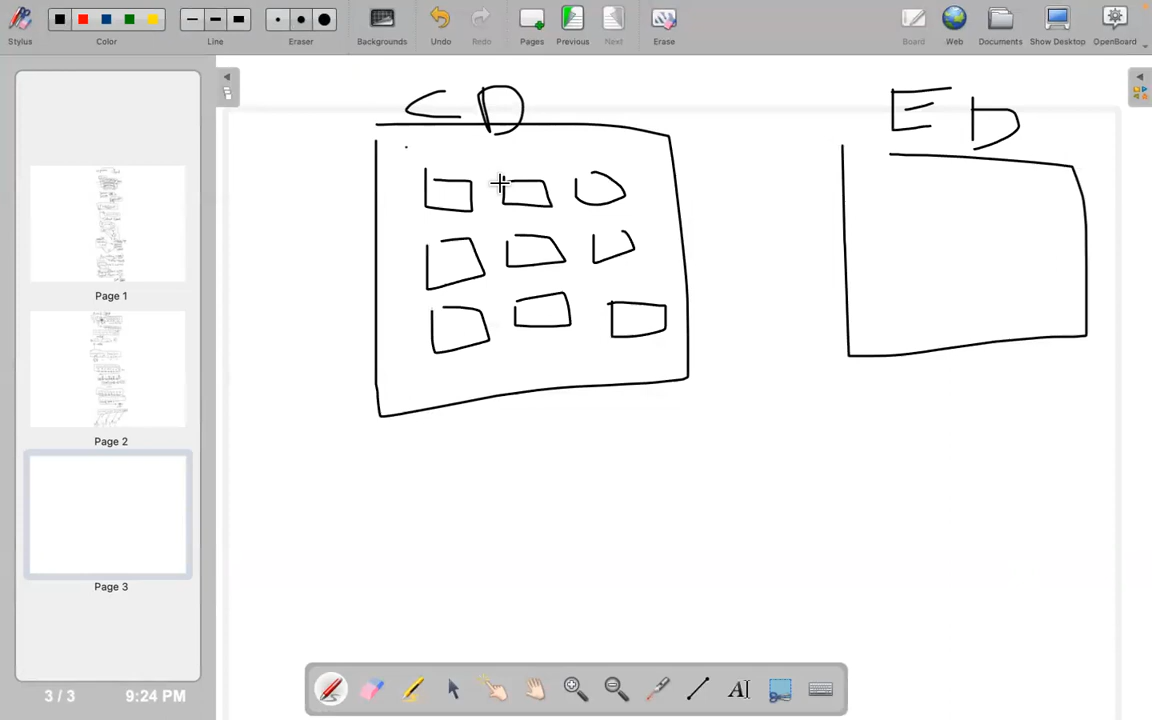 Stylus
Color
Line
Eraser
Backgrounds
Undo
Redo
Pages
Previous
Next
Erase
Board
Web
Documents
Show Desktop
OpenBoard
CD
ED
Page 1
Page 2
Page 3
3 / 3
9:24 PM